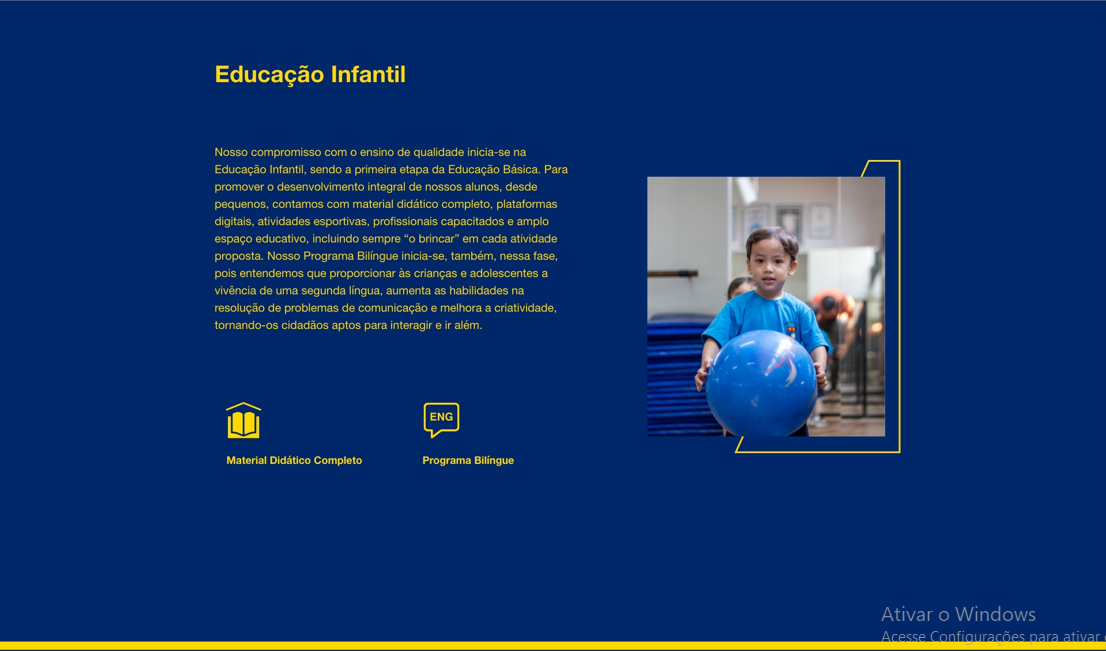 Educação Infantil
Nosso compromisso com o ensino de qualidade inicia-se na
Educação Infantil, sendo a primeira etapa da Educação Básica. Para
promover o desenvolvimento integral de nossos alunos, desde
pequenos, contamos com material didático completo, plataformas
digitais, atividades esportivas, profissionais capacitados e amplo
espaço educativo, incluindo sempre “o brincar” em cada atividade
proposta. Nosso Programa Bilíngue inicia-se, também, nessa fase,
pois entendemos que proporcionar às crianças e adolescentes a
vivência de uma segunda língua, aumenta as habilidades na
resolução de problemas de comunicação e melhora a criatividade,
tornando-os cidadãos aptos para interagir e ir além.
ENG
Material Didático Completo
Programa Bilíngue
Ativar o Windows
Acesse Configurações para ativar